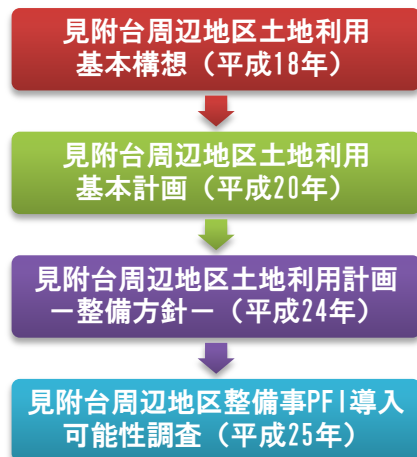 見附台周辺地区土地利用
基本構想（平成18年）
見附台周辺地区土地利用
基本計画（平成20年）
見附台周辺地区土地利用計画
－整備方針－（平成24年）
見附台周辺地区整備事PFI導入
可能性調査（平成25年）